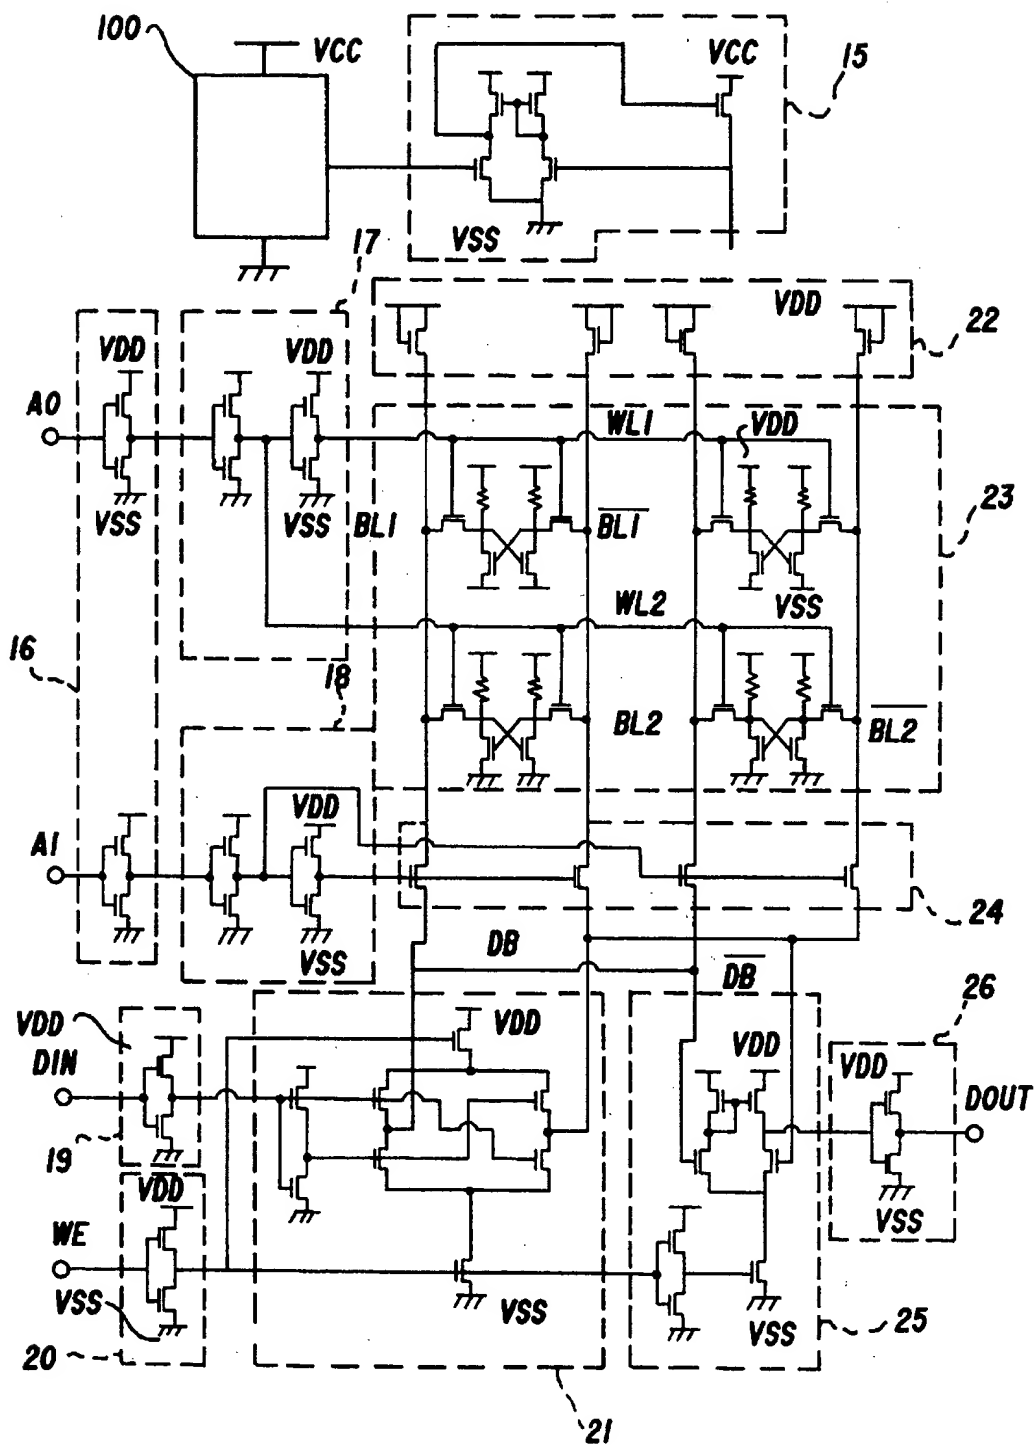 100
VCC
VCC
15
VSS
17
VDD
22
VDD
VDD
A0
WL1
VDD
23
VSS
VSS
BL1
BL1
WL2
VSS
16
18
BL2
BL2
VDD
A1
24
VSS
DB
DB
26
VDD
VDD
DIN
VDD
VDD
DOUT
19
VDD
WE
VSS
VSS
VSS
VSS
25
20
21